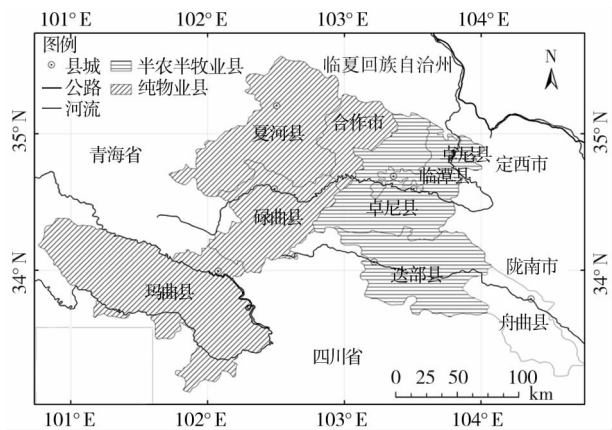 101°E 102°E 103°E 104°E
图例
县城 半农半牧业县
公路 纯物业县
河流
临夏回族自治州
N
35°N 35°N
青海省
夏河县
合作市
卓尼县
定西市
临潭县
碌曲县
卓尼县
34°N 34°N
玛曲县
迭部县
陇南市
舟曲县
四川省
0 25 50 100
km
101°E 102°E 103°E 104°E